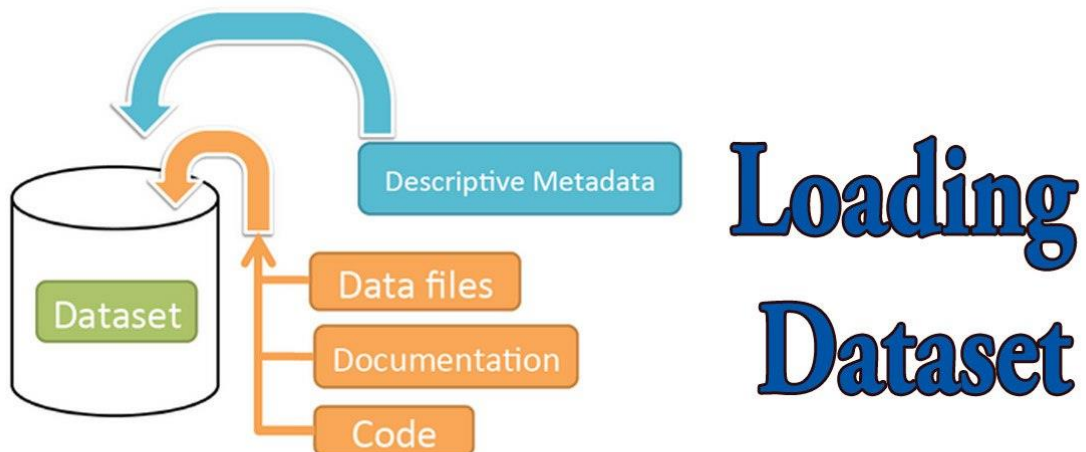 Descriptive Metadata
Dataset
Data files
Documentation
Code
Loading
Dataset